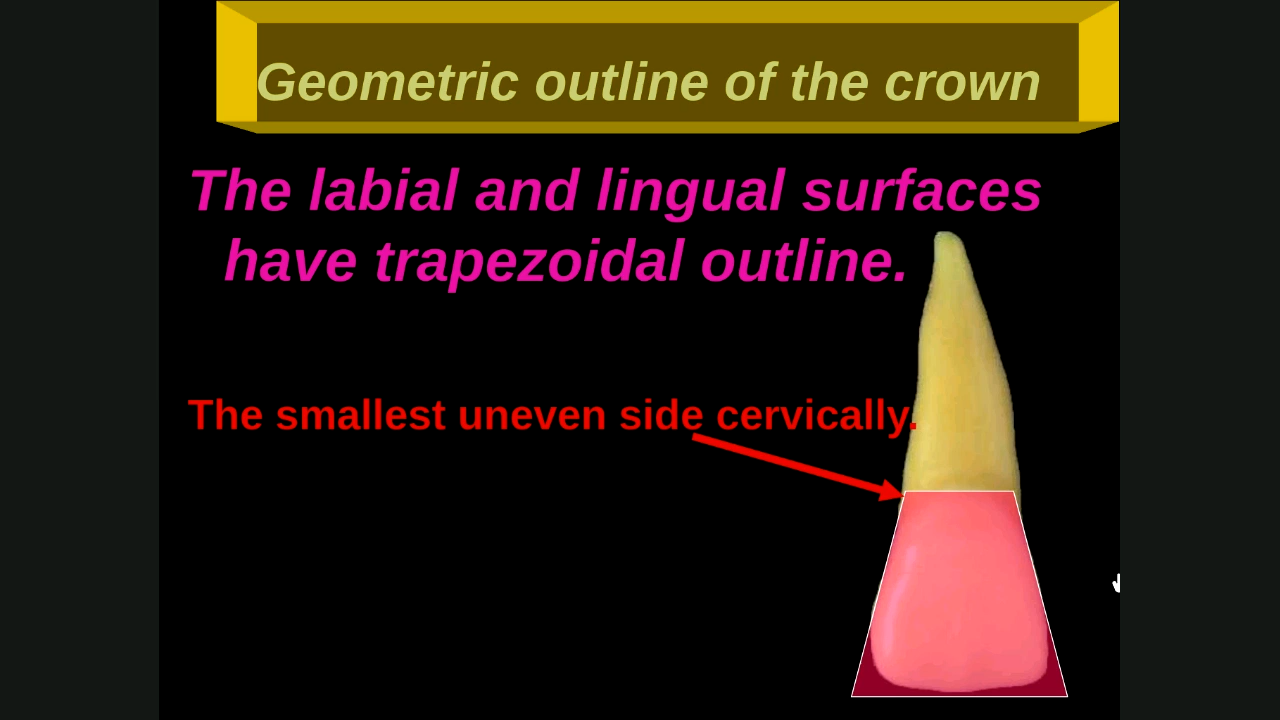 Geometric outline of the crown
The labial and lingual surfaces
have trapezoidal outline.
The smallest uneven side cervically.